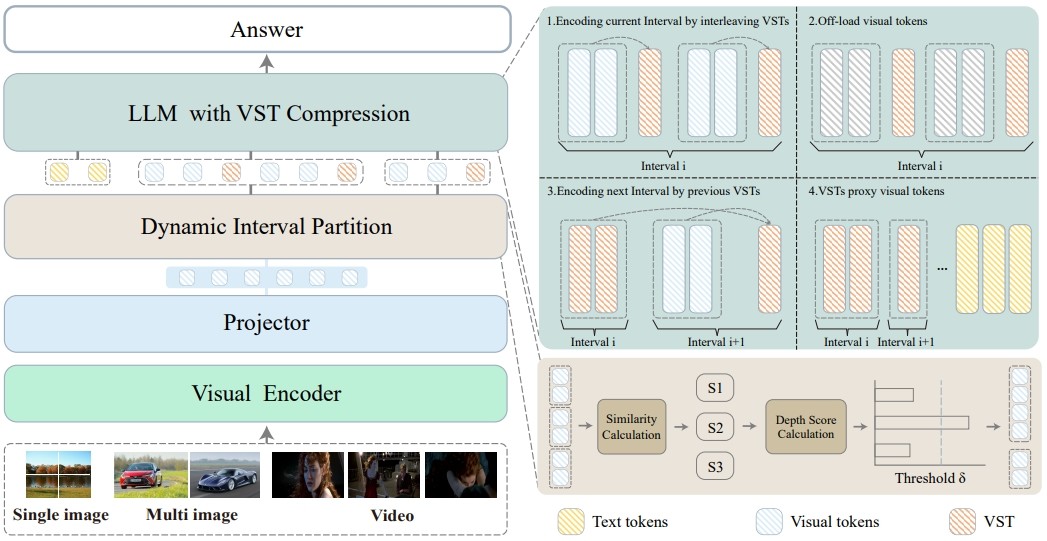 Answer
LLM with VST Compression
Dynamic Interval Partition
Projector
Visual Encoder
Single image
Multi image
Video
1.Encoding current Interval by interleaving VSTs
Interval i
2.Off-load visual tokens
Interval i
3.Encoding next Interval by previous VSTs
Interval i
Interval i+1
4.VSTs proxy visual tokens
...
Interval i
Interval i+1
Similarity
Calculation
S1
S2
S3
Depth Score
Calculation
Threshold δ
Text tokens
Visual tokens
VST